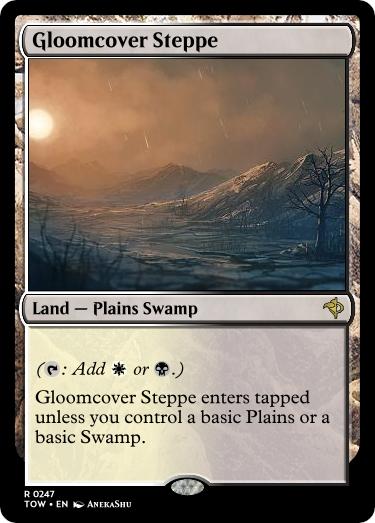 Gloomcover Steppe
Land — Plains Swamp
(T: Add W or B.)
Gloomcover Steppe enters tapped
unless you control a basic Plains or a
basic Swamp.
R 0247
TOW • EN AnekaShu